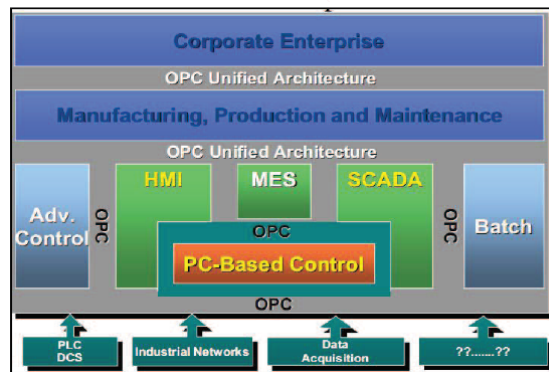 Corporate Enterprise
OPC Unified Architecture
Manufacturing, Production and Maintenance
OPC Unified Architecture
HMI
MES
SCADA
Adv.
Control
OPC
OPC
OPC
Batch
PC-Based Control
OPC
PLC
DCS
Industrial Networks
Data
Acquisition
??.......??